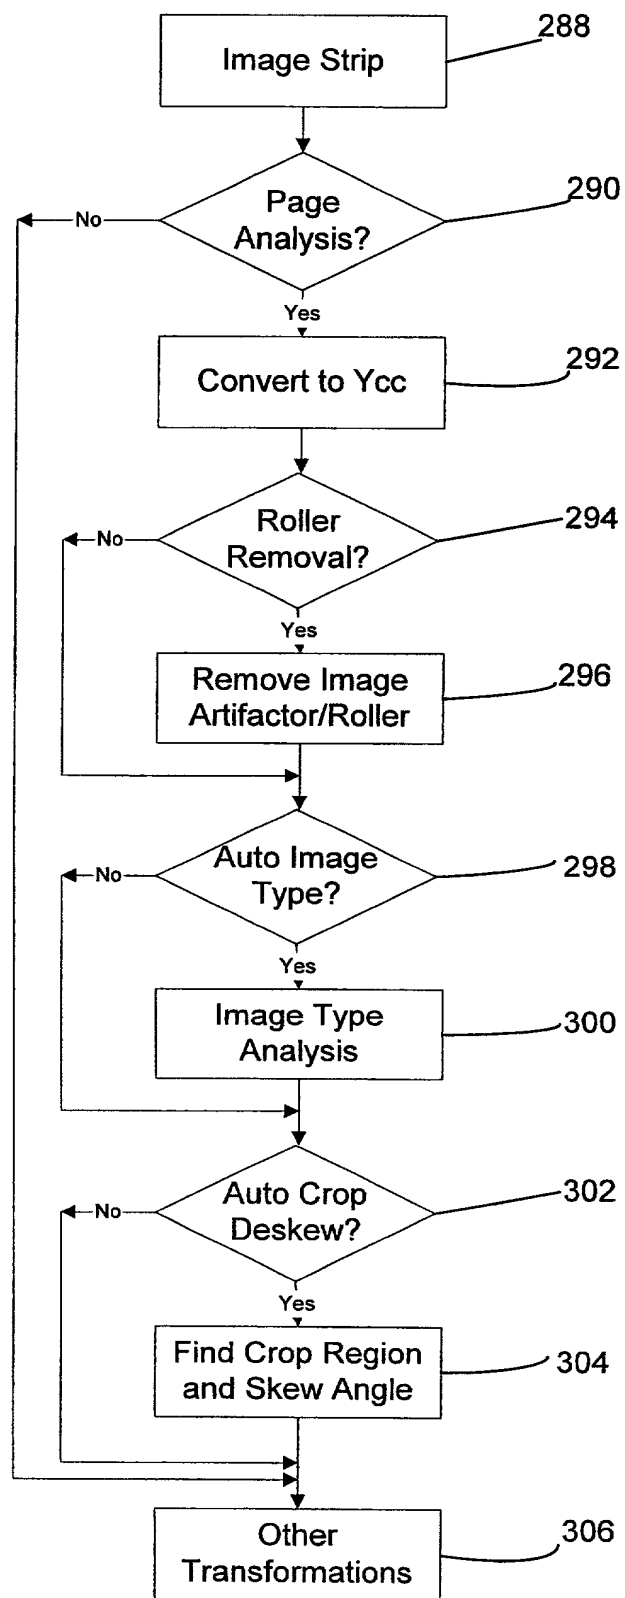 Image Strip
288
Page
Analysis?
290
No
Yes
Convert to Ycc
292
Roller
Removal?
294
No
Yes
Remove Image
Artifactor/Roller
296
Auto Image
Type?
298
No
Yes
Image Type
Analysis
300
Auto Crop
Deskew?
302
No
Yes
Find Crop Region
and Skew Angle
304
Other
Transformations
306